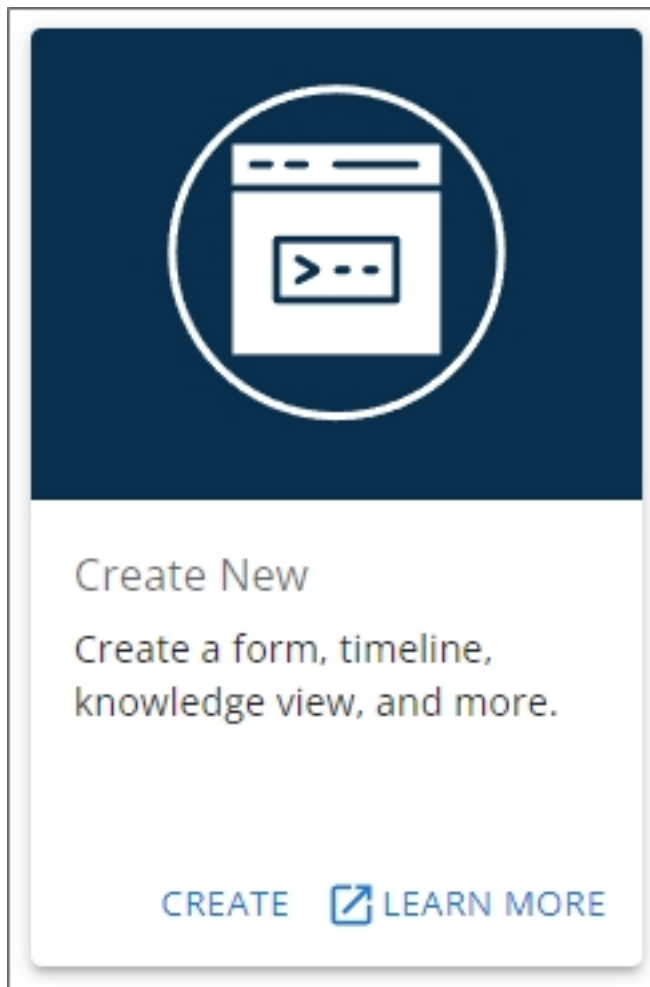 Create New
Create a form, timeline,
knowledge view, and more.
CREATE LEARN MORE